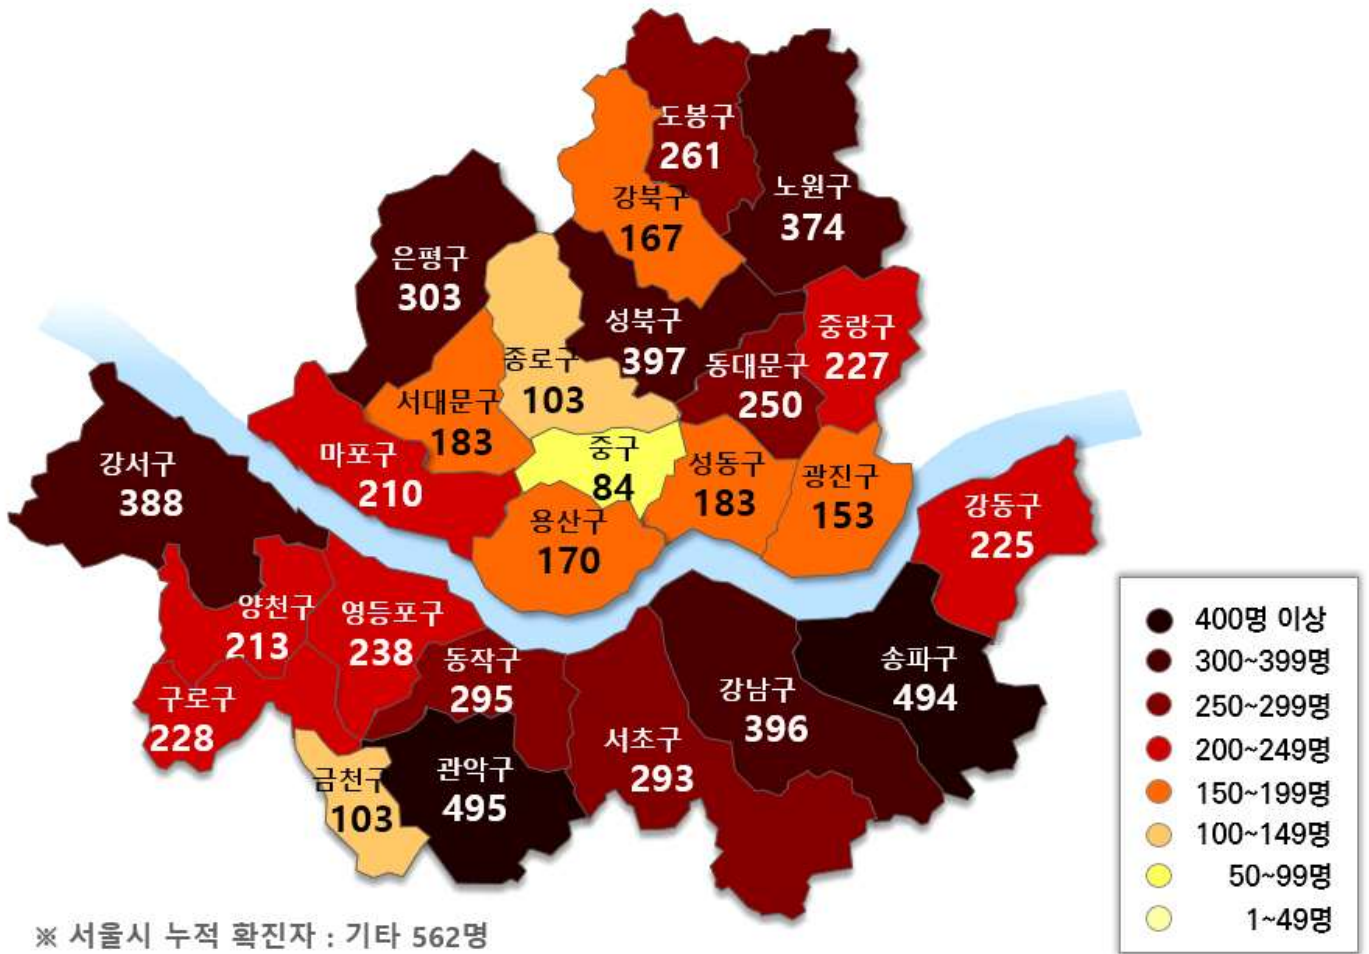 도봉구
261
노원구
374
강북구
167
은평구
303
성북구
397
중랑구
227
종로구
103
동대문구
250
서대문구
183
마포구
210
중구
84
성동구
183
광진구
153
강서구
388
용산구
170
강동구
225
양천구
213
영등포구
238
동작구
295
강남구
396
송파구
494
구로구
228
서초구
293
금천구
103
관악구
495
400명 이상
300~399명
250~299명
200~249명
150~199명
100~149명
50~99명
1~49명
※ 서울시 누적 확진자 : 기타 562명